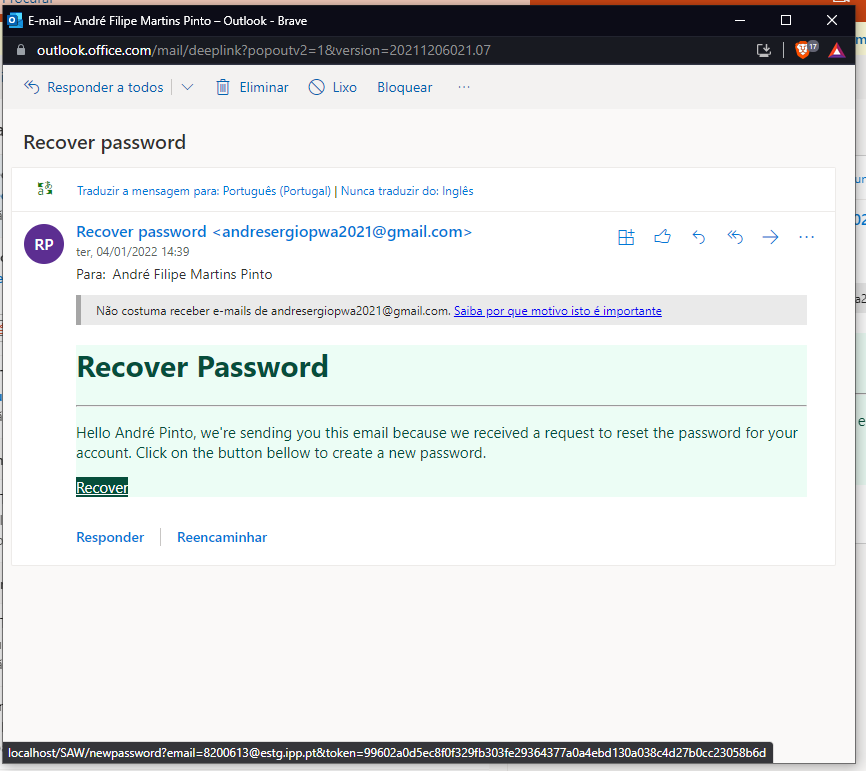 Procurar
E-mail – André Filipe Martins Pinto – Outlook - Brave
outlook.office.com/mail/deeplink?popoutv2=1&version=20211206021.07
17
Responder a todos
Eliminar
Lixo
Bloquear
Recover password
Traduzir a mensagem para: Português (Portugal) | Nunca traduzir do: Inglês
RP
Recover password <andresergiopwa2021@gmail.com>
ter, 04/01/2022 14:39
Para: André Filipe Martins Pinto
Não costuma receber e-mails de andresergiopwa2021@gmail.com. Saiba por que motivo isto é importante
Recover Password
Hello André Pinto, we're sending you this email because we received a request to reset the password for your
account. Click on the button bellow to create a new password.
Recover
Responder
Reencaminhar
localhost/SAW/newpassword?email=8200613@estg.ipp.pt&token=99602a0d5ec8f0f329fb303fe29364377a0a4ebd130a038c4d27b0cc23058b6d